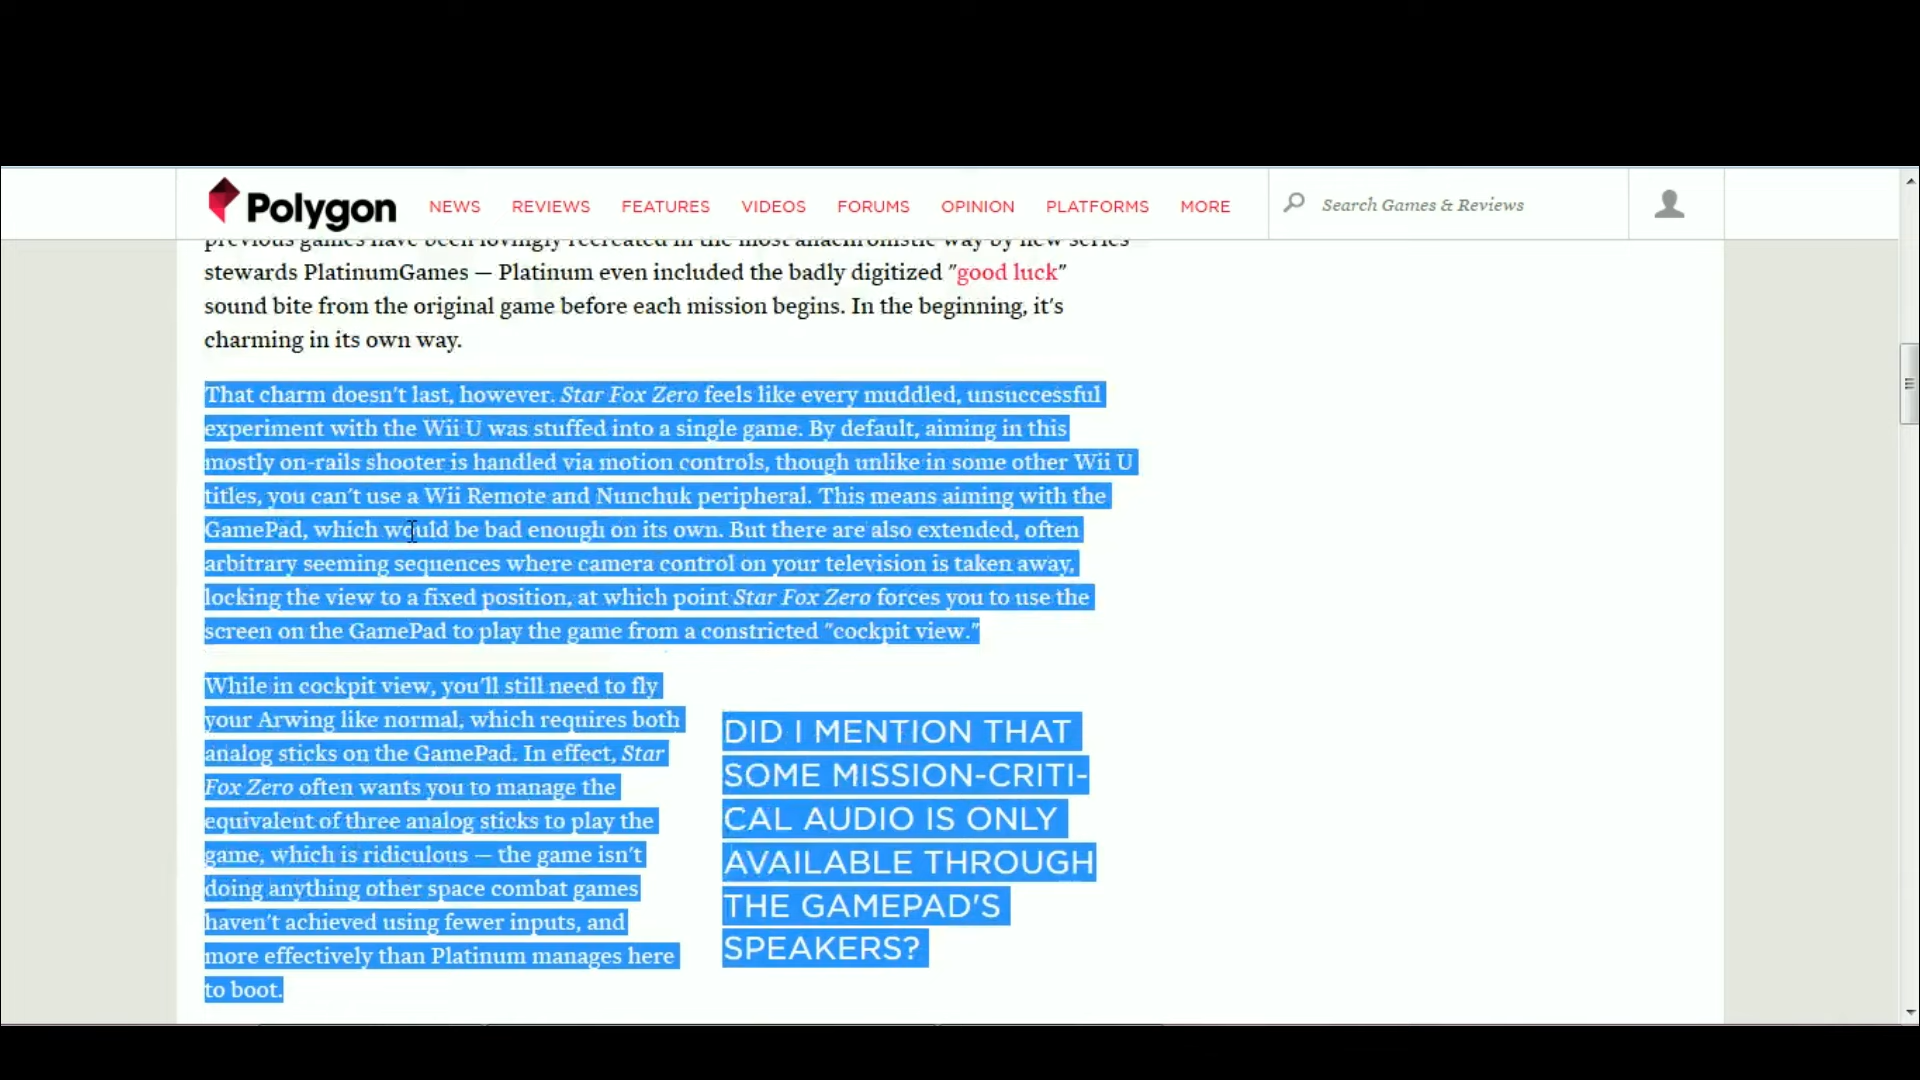 Polygon
NEWS REVIEWS FEATURES VIDEOS FORUMS OPINION PLATFORMS MORE
Search Games & Reviews
previous games have been lovingly recreated in the most anachronistic way by new series
stewards PlatinumGames — Platinum even included the badly digitized "good luck"
sound bite from the original game before each mission begins. In the beginning, it's
charming in its own way.
That charm doesn't last, however. Star Fox Zero feels like every muddled, unsuccessful
experiment with the Wii U was stuffed into a single game. By default, aiming in this
mostly on-rails shooter is handled via motion controls, though unlike in some other Wii U
titles, you can't use a Wii Remote and Nunchuk peripheral. This means aiming with the
GamePad, which would be bad enough on its own. But there are also extended, often
arbitrary seeming sequences where camera control on your television is taken away,
locking the view to a fixed position, at which point Star Fox Zero forces you to use the
screen on the GamePad to play the game from a constricted "cockpit view."
While in cockpit view, you'll still need to fly
your Arwing like normal, which requires both
analog sticks on the GamePad. In effect, Star
Fox Zero often wants you to manage the
equivalent of three analog sticks to play the
game, which is ridiculous — the game isn't
doing anything other space combat games
haven't achieved using fewer inputs, and
more effectively than Platinum manages here
to boot.
DID I MENTION THAT
SOME MISSION-CRITI-
CAL AUDIO IS ONLY
AVAILABLE THROUGH
THE GAMEPAD'S
SPEAKERS?